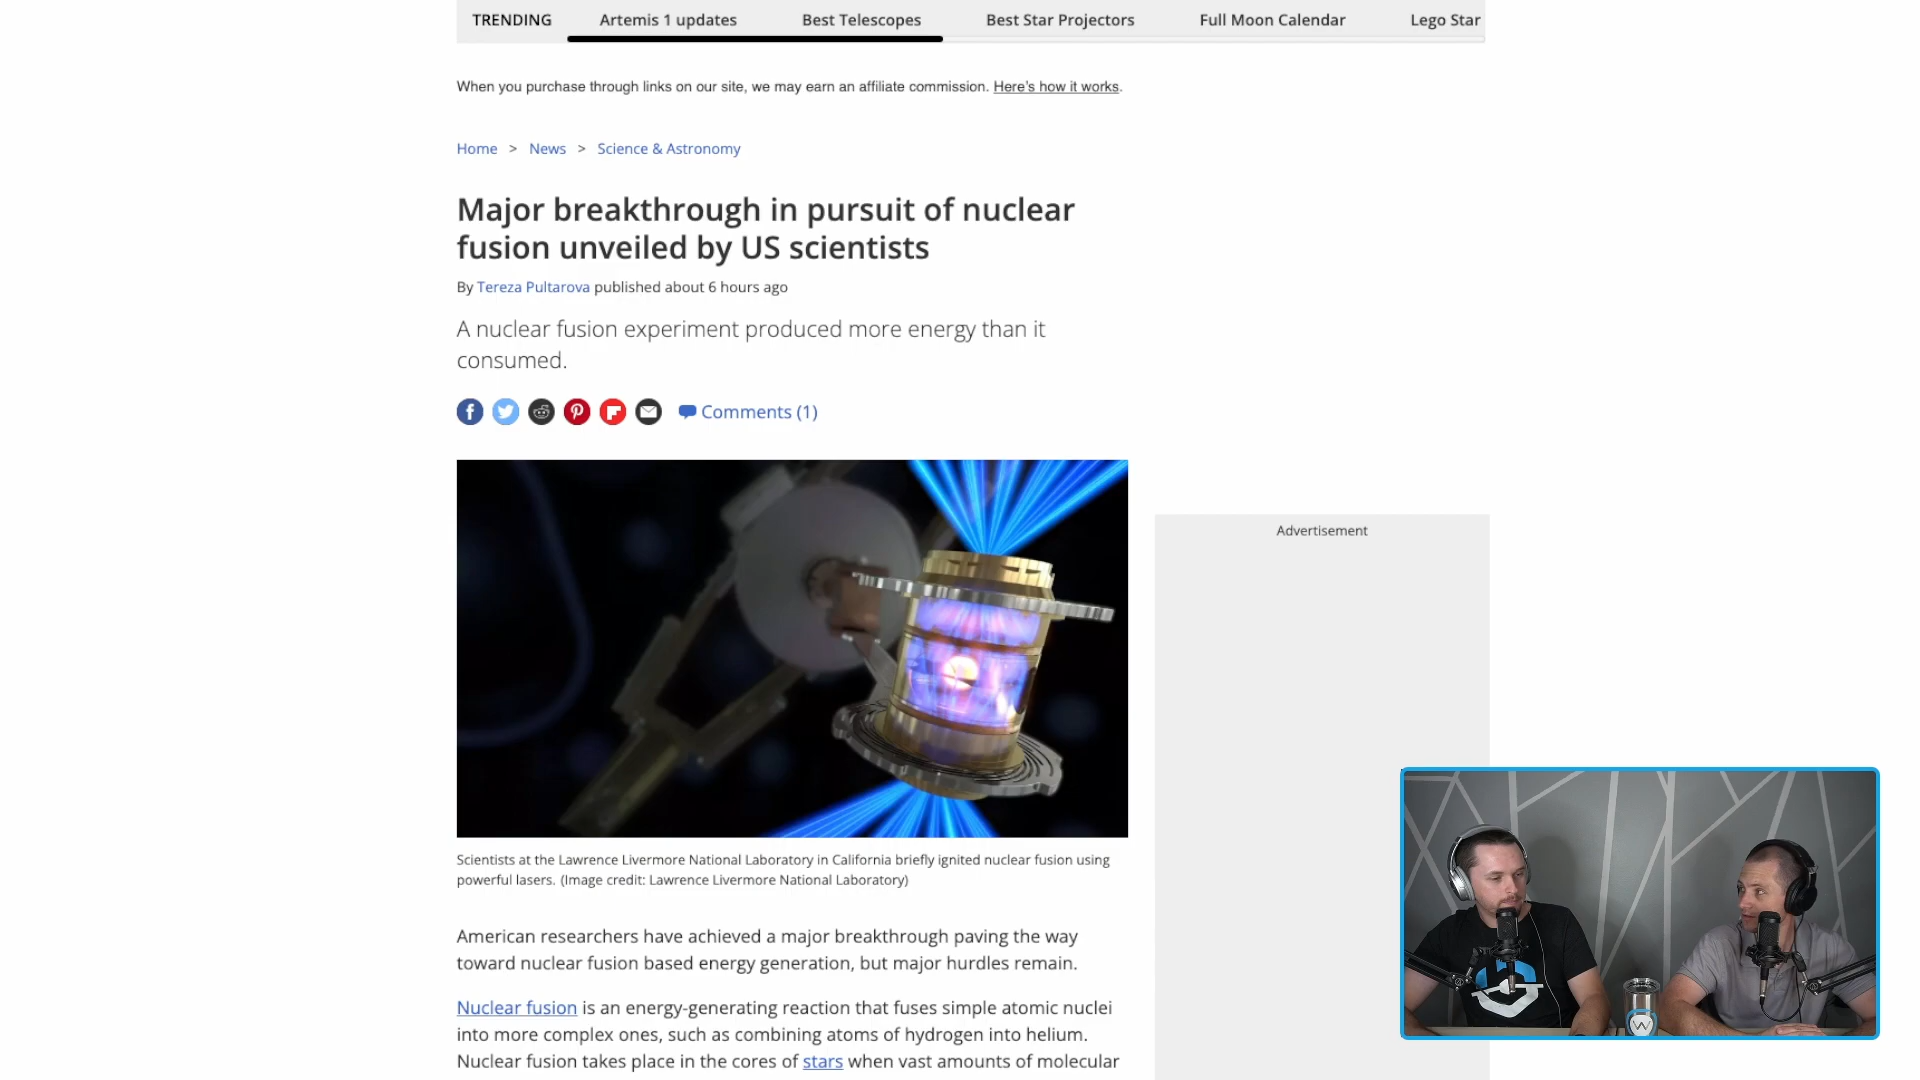 TRENDING Artemis 1 updates Best Telescopes Best Star Projectors Full Moon Calendar Lego Star
When you purchase through links on our site, we may earn an affiliate commission. Here's how it works.
Home > News > Science & Astronomy
Major breakthrough in pursuit of nuclear
fusion unveiled by US scientists
By Tereza Pultarova published about 6 hours ago
A nuclear fusion experiment produced more energy than it
consumed.
Comments (1)
Advertisement
Scientists at the Lawrence Livermore National Laboratory in California briefly ignited nuclear fusion using
powerful lasers. (Image credit: Lawrence Livermore National Laboratory)
American researchers have achieved a major breakthrough paving the way
toward nuclear fusion based energy generation, but major hurdles remain.
Nuclear fusion is an energy-generating reaction that fuses simple atomic nuclei
into more complex ones, such as combining atoms of hydrogen into helium.
Nuclear fusion takes place in the cores of stars when vast amounts of molecular